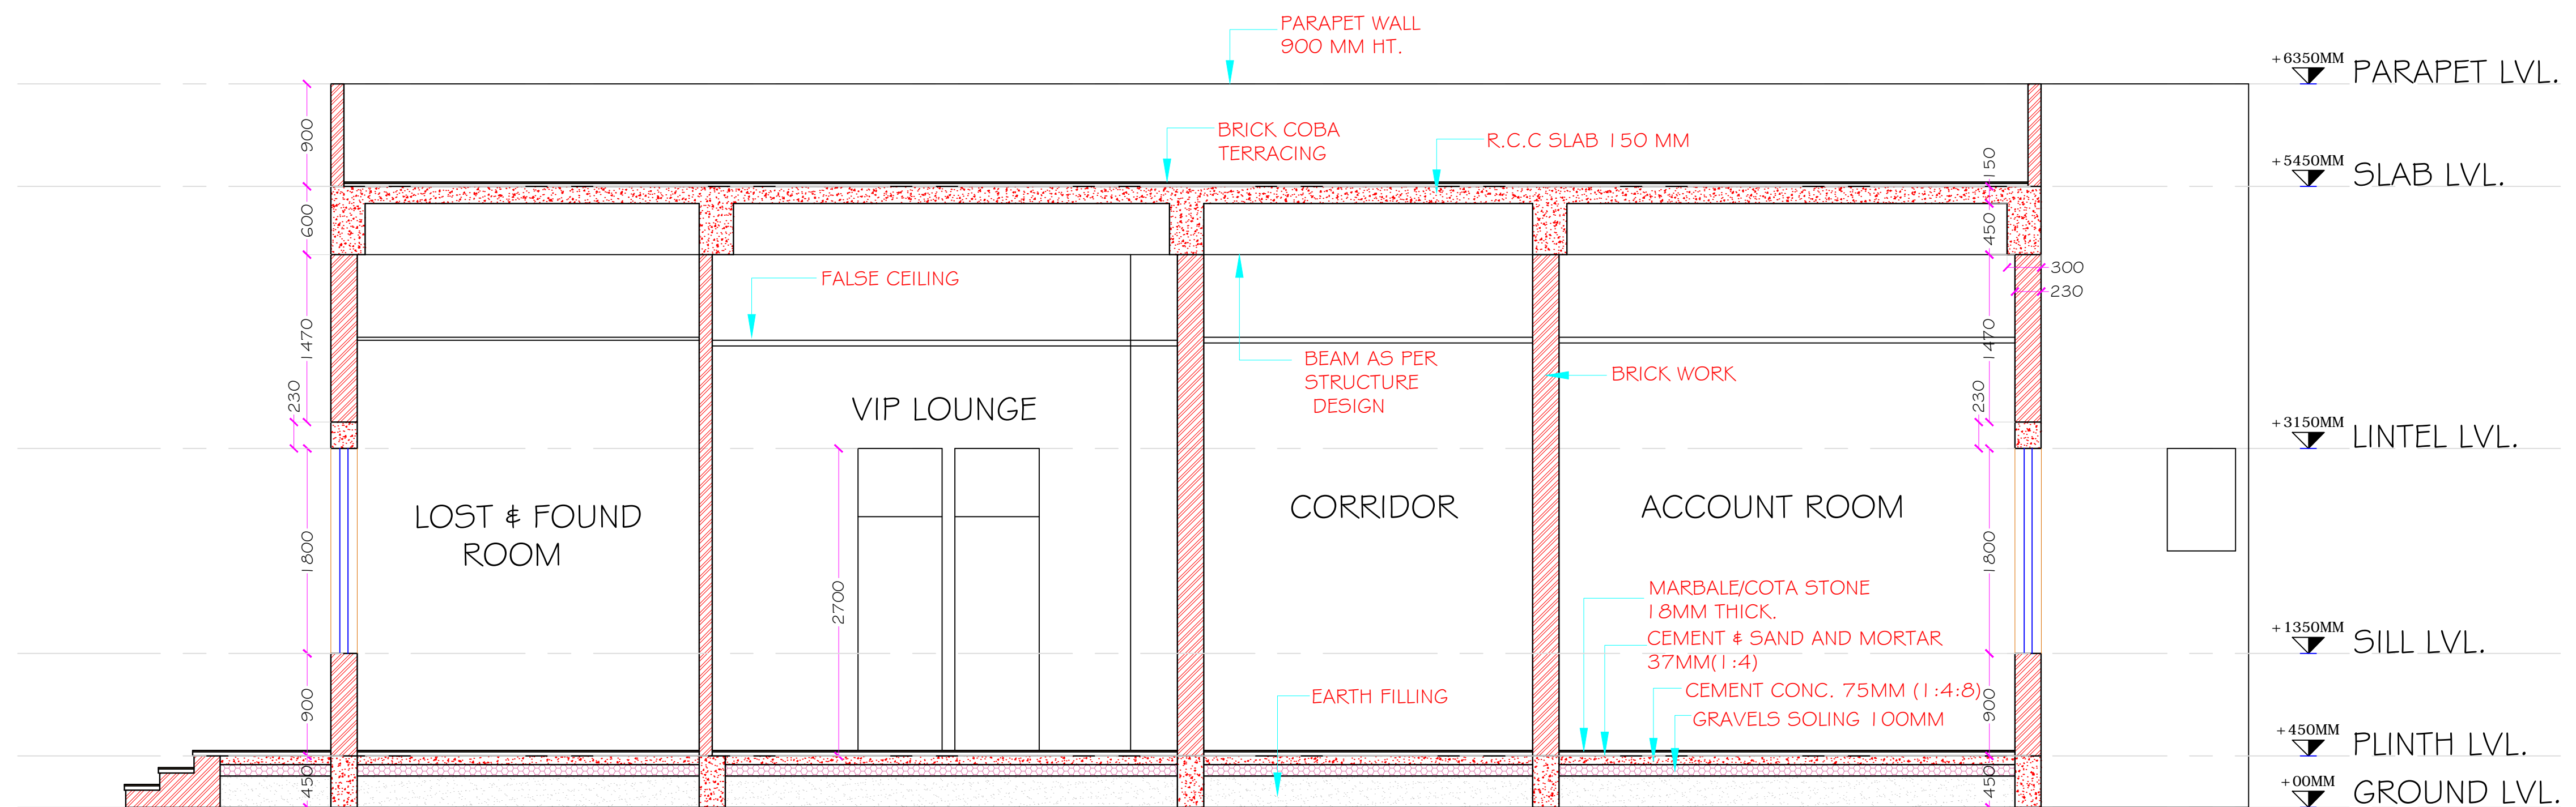 PARAPET WALL
900 MM HT.
+6350MM
PARAPET LVL.
900
BRICK COBA
TERRACING
R.C.C SLAB 150 MM
150
+5450MM
SLAB LVL.
600
450
FALSE CEILING
300
230
1470
BEAM AS PER
STRUCTURE
DESIGN
BRICK WORK
1470
230
230
VIP LOUNGE
+3150MM
LINTEL LVL.
LOST & FOUND
ROOM
CORRIDOR
ACCOUNT ROOM
1800
2700
1800
MARBALE/COTA STONE
18MM THICK.
CEMENT & SAND AND MORTAR
37MM(1:4)
+1350MM
SILL LVL.
EARTH FILLING
CEMENT CONC. 75MM (1:4:8)
GRAVELS SOLING 100MM
900
900
+450MM
PLINTH LVL.
450
450
+00MM
GROUND LVL.